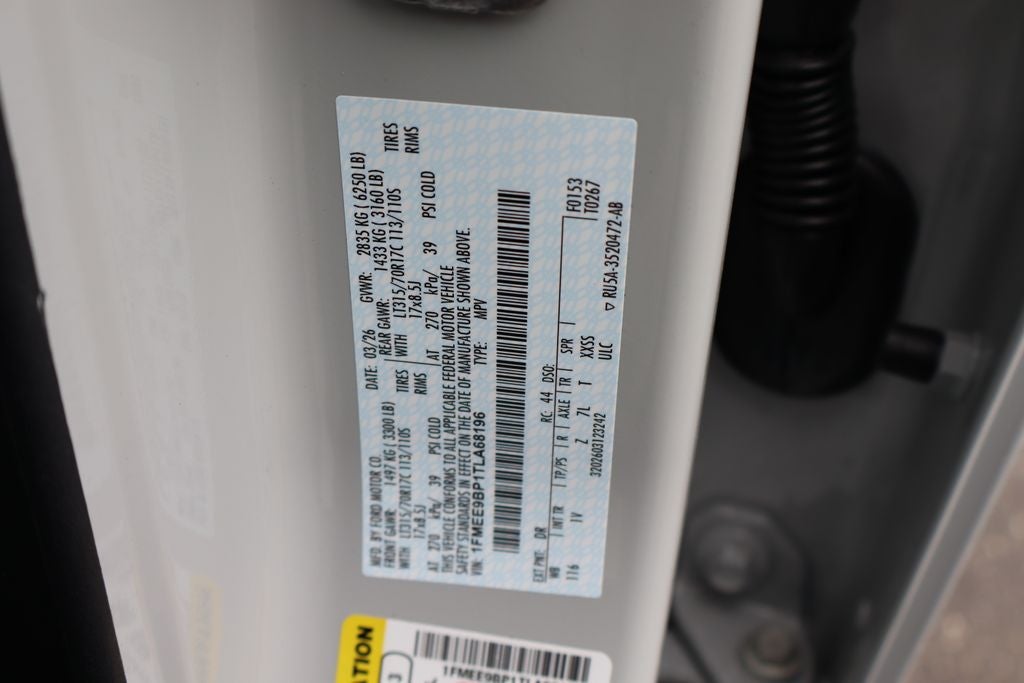 MFD. BY FORD MOTOR CO. DATE: 03/26 GVWR: 2835 KG ( 6250 LB)
FRONT GAWR: 1497 KG ( 3300 LB) REAR GAWR: 1433 KG ( 3160 LB)
WITH LT315/70R17C 113/110S TIRES WITH LT315/70R17C 113/110S TIRES
17x8.5J RIMS 17x8.5J RIMS
AT 270 kPa/ 39 PSI COLD AT 270 kPa/ 39 PSI COLD
THIS VEHICLE CONFORMS TO ALL APPLICABLE FEDERAL MOTOR VEHICLE
SAFETY STANDARDS IN EFFECT ON THE DATE OF MANUFACTURE SHOWN ABOVE.
VIN: 1FMEE9BP1TLA68196 TYPE: MPV
EXT PNT: DR RC: 44 DSO: F0153
WB INT TR TP/PS R AXLE TR SPR T0267
116 IV Z 7L T XXSS
3202603123242 ULC
RU5A-3520472-AB
ATION
3
1FMEE9BP1TLA